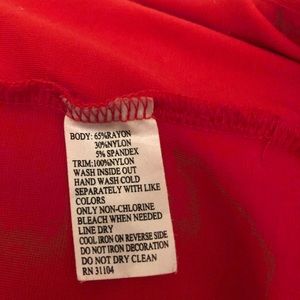 BODY: 65%RAYON
30%NYLON
5% SPANDEX
TRIM:100%NYLON
WASH INSIDE OUT
HAND WASH COLD
SEPARATELY WITH LIKE
COLORS
ONLY NON-CHLORINE
BLEACH WHEN NEEDED
LINE DRY
COOL IRON ON REVERSE SIDE
DO NOT IRON DECORATION
DO NOT DRY CLEAN
RN 31104